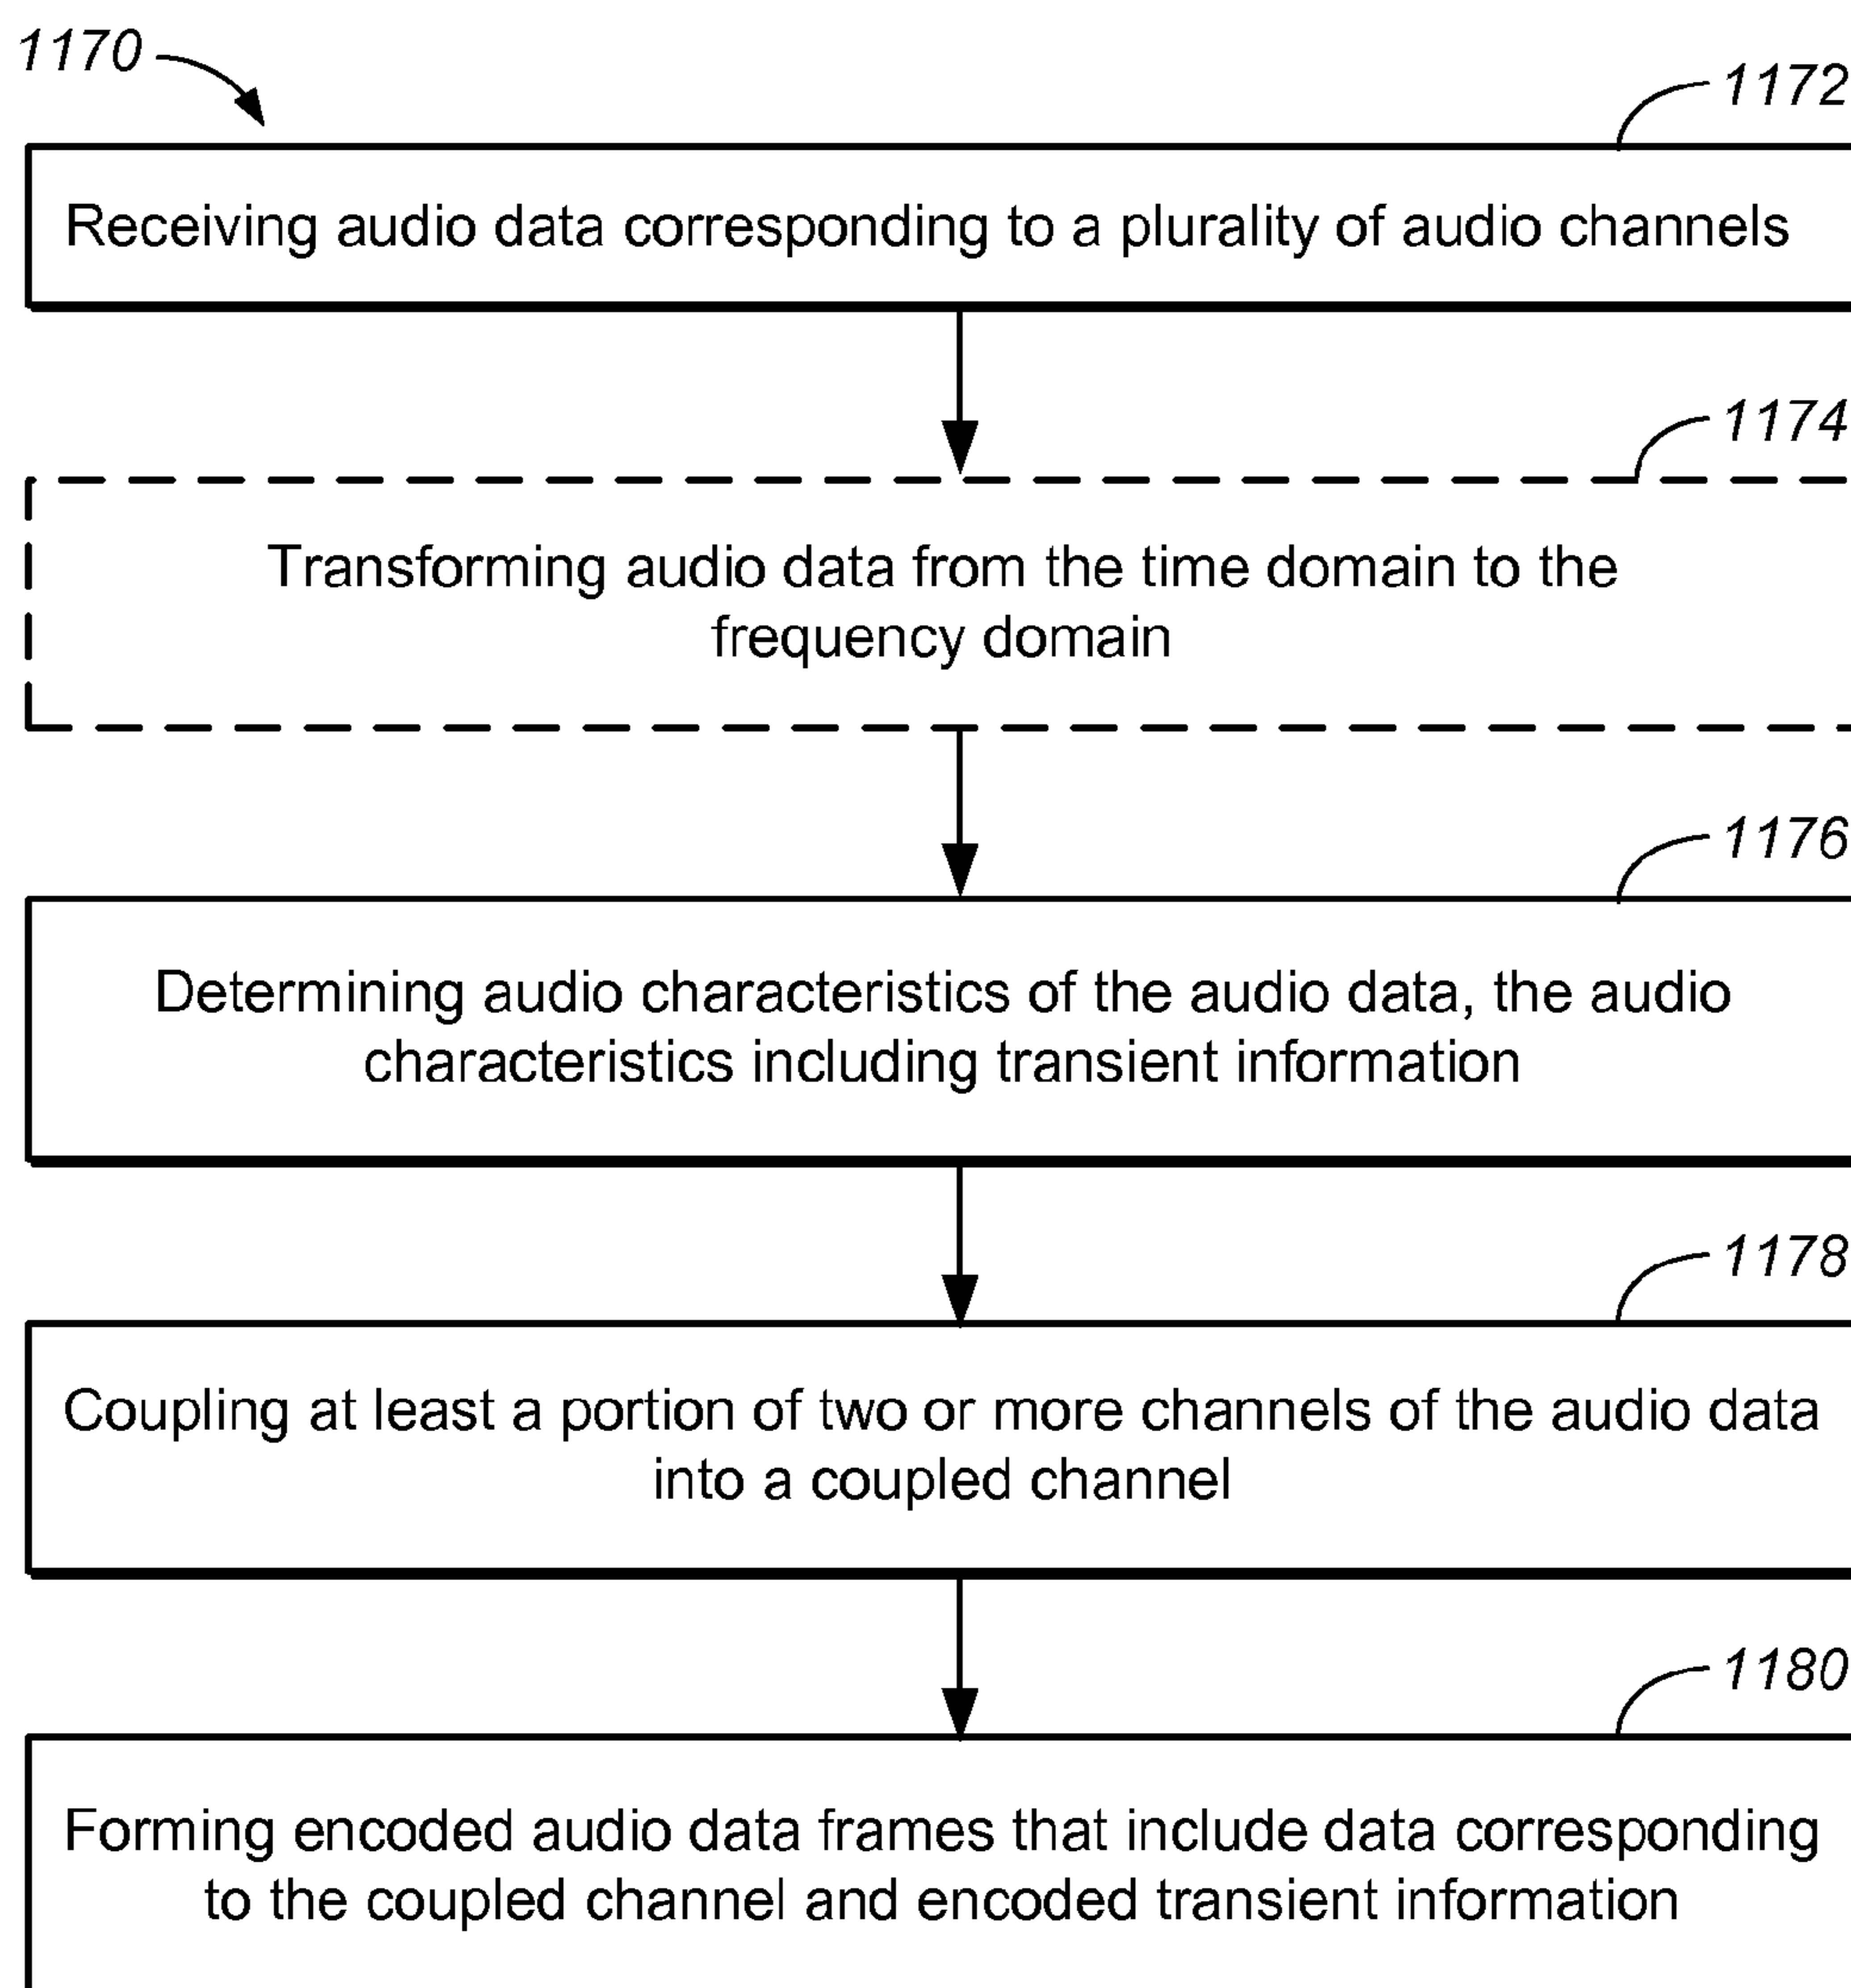 1170
1172
Receiving audio data corresponding to a plurality of audio channels
1174
Transforming audio data from the time domain to the
frequency domain
1176
Determining audio characteristics of the audio data, the audio
characteristics including transient information
1178
Coupling at least a portion of two or more channels of the audio data
into a coupled channel
1180
Forming encoded audio data frames that include data corresponding
to the coupled channel and encoded transient information